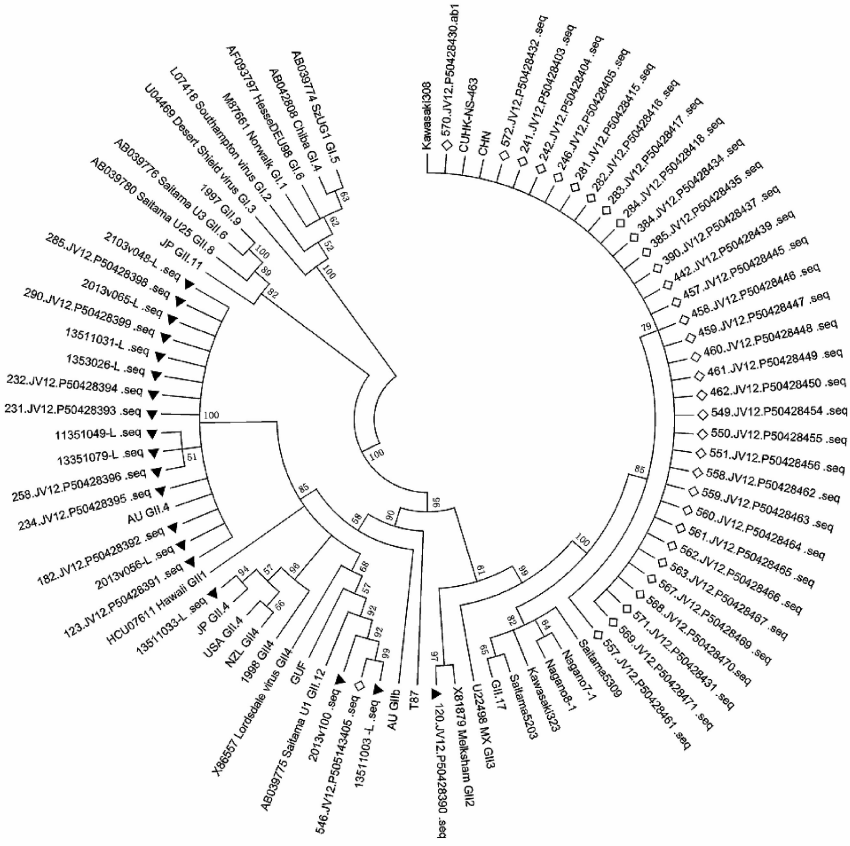 Kawasaki308
570.JV12.P50428430.ab1
CUHK-NS-463
CHN
572.JV12.P50428432 .seq
241.JV12.P50428403 .seq
242.JV12.P50428404 .seq
246.JV12.P50428405 .seq
281.JV12.P50428415 .seq
282.JV12.P50428416 .seq
283.JV12.P50428417 .seq
284.JV12.P50428418 .seq
384.JV12.P50428434 .seq
385.JV12.P50428435 .seq
390.JV12.P50428437 .seq
442.JV12.P50428439 .seq
457.JV12.P50428445 .seq
458.JV12.P50428446 .seq
459.JV12.P50428447 .seq
460.JV12.P50428448 .seq
461.JV12.P50428449 .seq
462.JV12.P50428450 .seq
549.JV12.P50428454 .seq
550.JV12.P50428455 .seq
551.JV12.P50428456 .seq
558.JV12.P50428462 .seq
559.JV12.P50428463 .seq
560.JV12.P50428464 .seq
561.JV12.P50428465 .seq
562.JV12.P50428466 .seq
563.JV12.P50428467 .seq
567.JV12.P50428469 .seq
568.JV12.P50428470 .seq
571.JV12.P50428431 .seq
569.JV12.P50428471 .seq
557.JV12.P50428461 .seq
Saitama5309
Nagano7-1
Nagano8-1
Kawasaki323
Saitama5203
GII.17
U22498 MX GII3
X81879 Melksham GII2
120.JV12.P50428390 .seq
T87
AU GIIb
13511003 -L .seq
546.JV12.P505143405 .seq
2013v100 .seq
AB039775 Saitama U1 GII.12
GUF
X86557 Lordsdale virus GII4
1998 GII4
NZL GII4
USA GII.4
JP GII.4
13511033-L .seq
HCU07611 Hawaii GII1
123.JV12.P50428391 .seq
2013v056-L .seq
182.JV12.P50428392 .seq
AU GII.4
234.JV12.P50428395 .seq
258.JV12.P50428396 .seq
13351079-L .seq
11351049-L .seq
231.JV12.P50428393 .seq
232.JV12.P50428394 .seq
1353026-L .seq
13511031-L .seq
290.JV12.P50428399 .seq
2013v065-L .seq
285.JV12.P50428398 .seq
2103v048-L .seq
JP GII.11
AB039780 Saitama U25 GII.8
AB039776 Saitama U3 GII.6
1997 GII.9
U04469 Desert Shield virus GI.3
L07418 Southampton virus GI.2
M87661 Norwalk GI.1
AF093797 HesseDEU98 GI.6
AB042808 Chiba GI.4
AB039774 SzUG1 GI.5
63
62
52
100
100
89
82
100
51
85
94
57
96
66
68
57
92
92
99
58
90
95
100
61
97
99
100
82
65
64
85
79